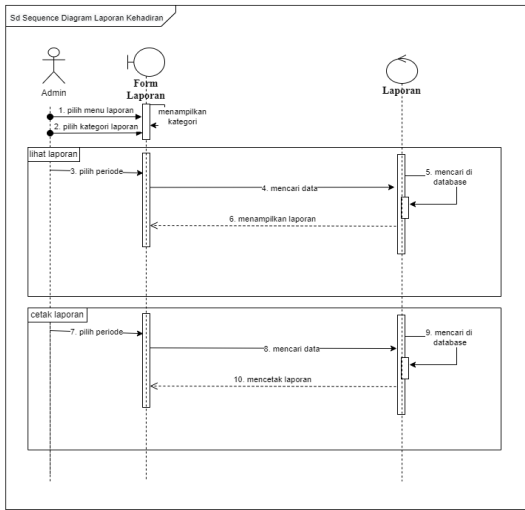 Sd Sequence Diagram Laporan Kehadiran
Admin
Form
Laporan
Laporan
1. pilih menu laporan
menampilkan
kategori
2. pilih kategori laporan
lihat laporan
3. pilih periode
4. mencari data
5. mencari di
database
6. menampilkan laporan
cetak laporan
7. pilih periode
8. mencari data
9. mencari di
database
10. mencetak laporan